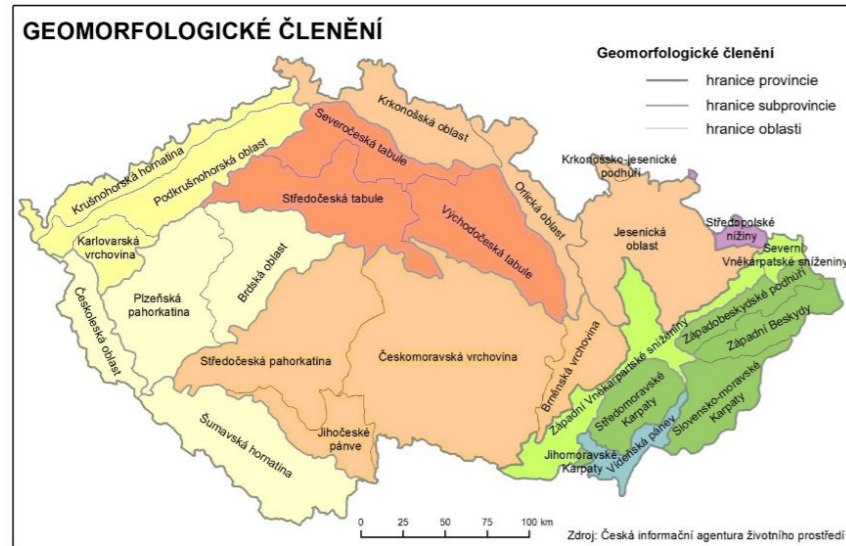 GEOMORFOLOGICKÉ ČLENĚNÍ
Geomorfologické členění
hranice provincie
hranice subprovincie
hranice oblasti
Krkonošská oblast
Severočeská tabule
Krušnohorská hornatina
Podkrušnohorská oblast
Krkonošsko-jesenické
podhůří
Orlická oblast
Středočeská tabule
Východočeská tabule
Jesenická
oblast
Středopolské
nížiny
Severní
Vněkarpatské sníženiny
Karlovarská
vrchovina
Brdská oblast
Plzeňská
pahorkatina
Českoleská oblast
Západobeskydské podhůří
Západní Beskydy
Středočeská pahorkatina
Českomoravská vrchovina
Brněnská vrchovina
Západní Vněkarpartské sníženiny
Středomoravské
Karpaty
Slovensko-moravské
Karpaty
Šumavská hornatina
Jihočeské
pánve
Jihomoravské
Karpaty
Vídeňská pánev
0 25 50 100 km
Zdroj: Česká informační agentura životního prostředí